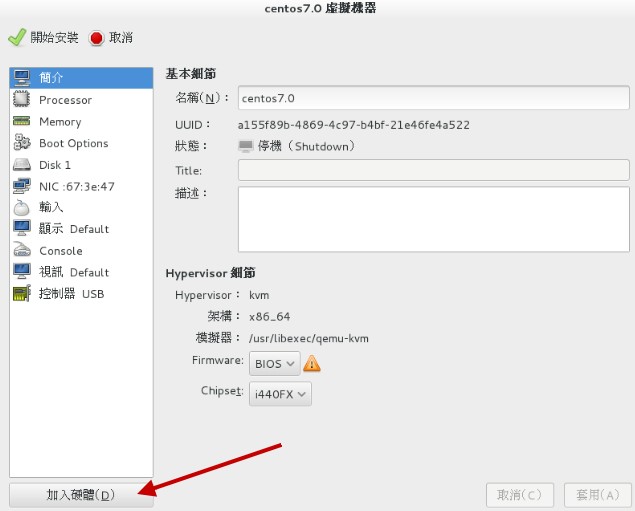 centos7.0 虛擬機器
開始安裝 取消
簡介
Processor
Memory
Boot Options
Disk 1
NIC :67:3e:47
輸入
顯示 Default
Console
視訊 Default
控制器 USB
加入硬體(D)
基本細節
名稱(N)： centos7.0
UUID： a155f89b-4869-4c97-b4bf-21e46fe4a522
狀態： 停機（Shutdown）
Title:
描述：
Hypervisor 細節
Hypervisor： kvm
架構： x86_64
模擬器： /usr/libexec/qemu-kvm
Firmware: BIOS
Chipset: i440FX
取消(C) 套用(A)